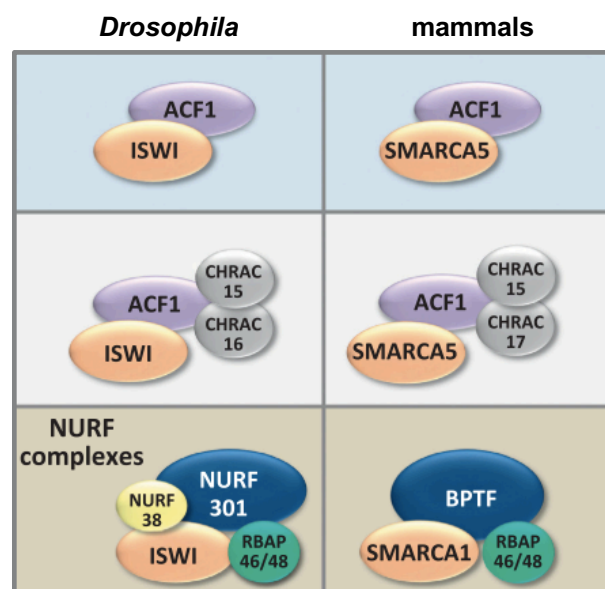 Drosophila mammals
ACF1
ISWI
ACF1
SMARCA5
CHRAC
15
ACF1
CHRAC
16
ISWI
CHRAC
15
ACF1
CHRAC
17
SMARCA5
NURF
complexes
NURF
301
NURF
38
ISWI
RBAP
46/48
BPTF
SMARCA1
RBAP
46/48